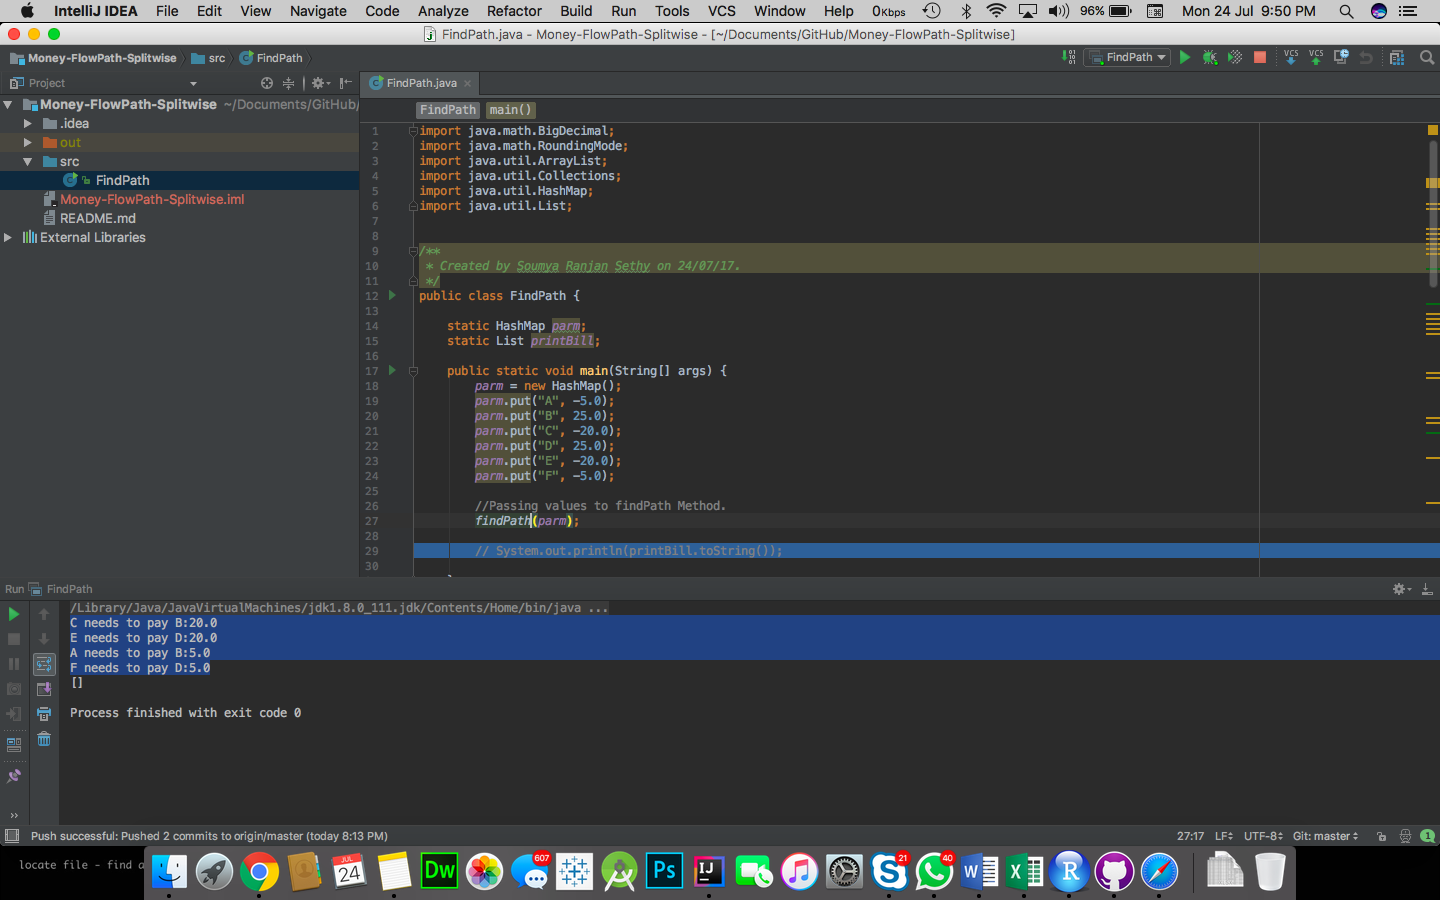 IntelliJ IDEA File Edit View Navigate Code Analyze Refactor Build Run Tools VCS Window Help 0Kbps 96% Mon 24 Jul 9:50 PM
FindPath.java - Money-FlowPath-Splitwise - [~/Documents/GitHub/Money-FlowPath-Splitwise]
Money-FlowPath-Splitwise src FindPath FindPath VCS VCS
Project FindPath.java
Money-FlowPath-Splitwise ~/Documents/GitHub/
.idea
out
src
FindPath
Money-FlowPath-Splitwise.iml
README.md
External Libraries
FindPath main()
1 import java.math.BigDecimal;
2 import java.math.RoundingMode;
3 import java.util.ArrayList;
4 import java.util.Collections;
5 import java.util.HashMap;
6 import java.util.List;
7
8
9 /**
10 * Created by Soumya Ranjan Sethy on 24/07/17.
11 */
12 public class FindPath {
13
14 static HashMap parm;
15 static List printBill;
16
17 public static void main(String[] args) {
18 parm = new HashMap();
19 parm.put("A", -5.0);
20 parm.put("B", 25.0);
21 parm.put("C", -20.0);
22 parm.put("D", 25.0);
23 parm.put("E", -20.0);
24 parm.put("F", -5.0);
25
26 //Passing values to findPath Method.
27 findPath(parm);
28
29 // System.out.println(printBill.toString());
30
Run FindPath
/Library/Java/JavaVirtualMachines/jdk1.8.0_111.jdk/Contents/Home/bin/java ...
C needs to pay B:20.0
E needs to pay D:20.0
A needs to pay B:5.0
F needs to pay D:5.0
[]
Process finished with exit code 0
Push successful: Pushed 2 commits to origin/master (today 8:13 PM) 27:17 LF UTF-8 Git: master 1
locate file - find
JUL
24
Dw
607
Ps
IJ
21
40
W
X
R